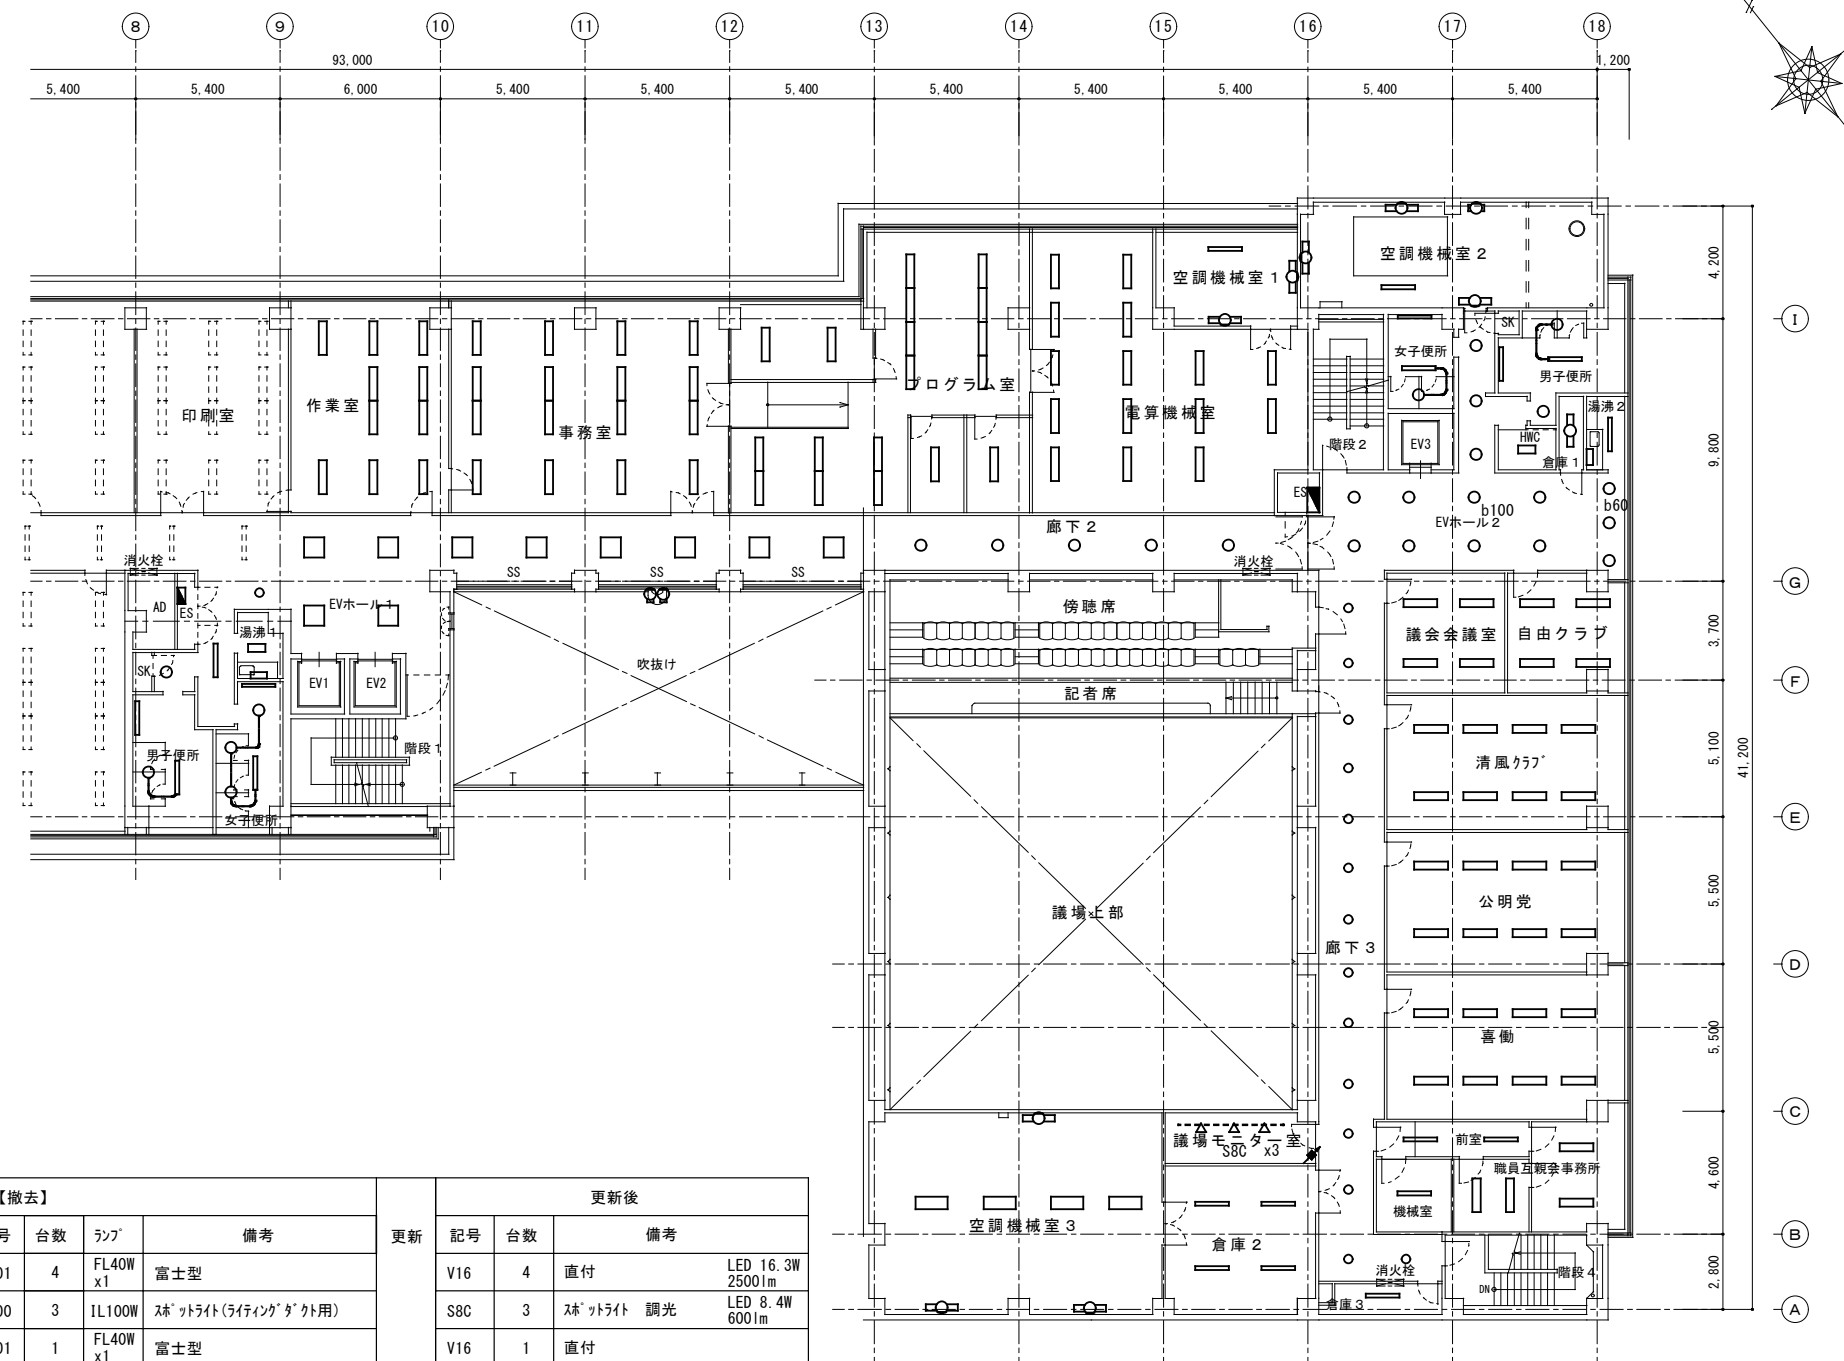 8 9 10 11 12 13 14 15 16 17 18
93,000
1,200
5,400 5,400 6,000 5,400 5,400 5,400 5,400 5,400 5,400 5,400 5,400
4,200
空調機械室1
空調機械室2
I
SK
女子便所
男子便所
印刷室
作業室
事務室
プログラム室
電算機械室
湯沸2
階段2
EV3
HWC
倉庫1
9,800
ES
b100
b60
EVホール2
廊下2
消火栓
消火栓
SS
SS
SS
G
AD
ES
EVホール1
湯沸1
傍聴席
議会会議室
自由クラブ
3,700
SK
吹抜け
EV1
EV2
記者席
F
階段1
男子便所
清風クラブ
5,100
41,200
女子便所
E
公明党
議場上部
5,500
廊下3
D
喜働
5,500
C
議場モニター室
S8C x3
前室
職員互親会事務所
4,600
機械室
空調機械室3
倉庫2
B
消火栓
階段4
DN
倉庫3
2,800
A
【撤去】 更新 更新後
号 台数 ランプ 備考 記号 台数 備考
01 4 FL40W x1 富士型 V16 4 直付 LED 16.3W 2500lm
00 3 IL100W スポットライト(ライティングダクト用) S8C 3 スポットライト 調光 LED 8.4W 600lm
01 1 FL40W x1 富士型 V16 1 直付